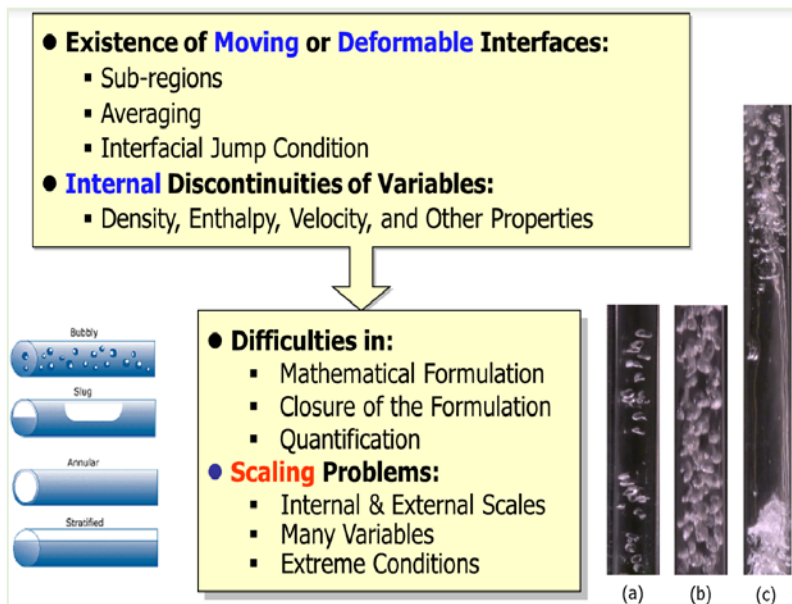 ● Existence of Moving or Deformable Interfaces:
▪ Sub-regions
▪ Averaging
▪ Interfacial Jump Condition
● Internal Discontinuities of Variables:
▪ Density, Enthalpy, Velocity, and Other Properties
Bubbly
Slug
Annular
Stratified
● Difficulties in:
▪ Mathematical Formulation
▪ Closure of the Formulation
▪ Quantification
● Scaling Problems:
▪ Internal & External Scales
▪ Many Variables
▪ Extreme Conditions
(a) (b) (c)